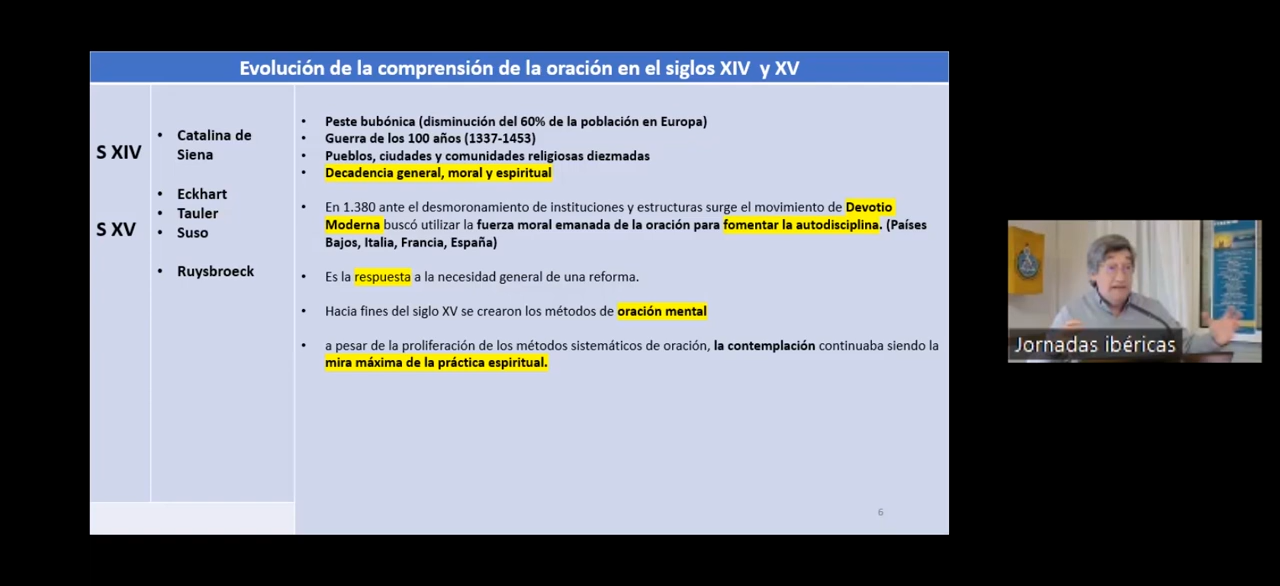 Evolución de la comprensión de la oración en el siglos XIV y XV
S XIV
S XV
• Catalina de
Siena
• Eckhart
• Tauler
• Suso
• Ruysbroeck
• Peste bubónica (disminución del 60% de la población en Europa)
• Guerra de los 100 años (1337-1453)
• Pueblos, ciudades y comunidades religiosas diezmadas
• Decadencia general, moral y espiritual
• En 1.380 ante el desmoronamiento de instituciones y estructuras surge el movimiento de Devotio
Moderna buscó utilizar la fuerza moral emanada de la oración para fomentar la autodisciplina. (Países
Bajos, Italia, Francia, España)
• Es la respuesta a la necesidad general de una reforma.
• Hacia fines del siglo XV se crearon los métodos de oración mental
• a pesar de la proliferación de los métodos sistemáticos de oración, la contemplación continuaba siendo la
mira máxima de la práctica espiritual.
6
Jornadas ibéricas